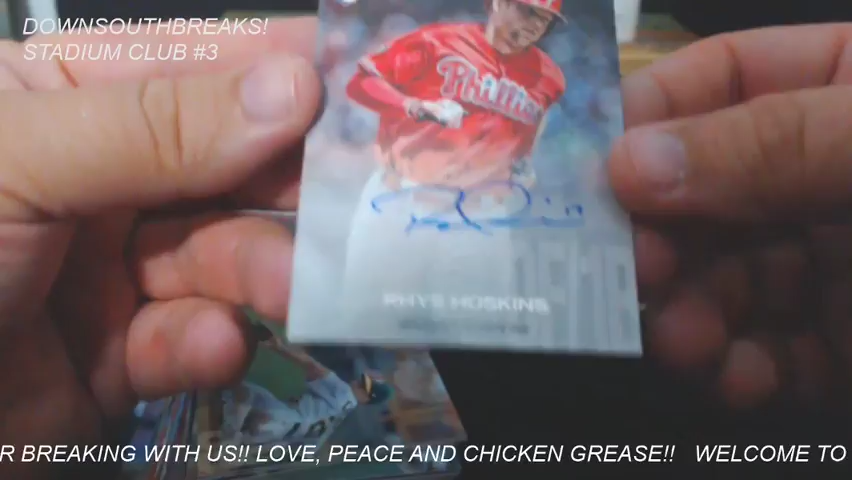 DOWNSOUTHBREAKS!
STADIUM CLUB #3
Phillies
RHYS HOSKINS
R BREAKING WITH US!! LOVE, PEACE AND CHICKEN GREASE!! WELCOME TO